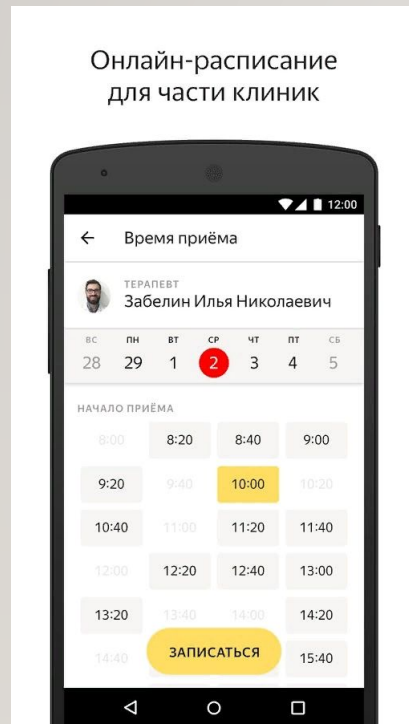 Онлайн-расписание
для части клиник
12:00
Время приёма
ТЕРАПЕВТ
Забелин Илья Николаевич
ВС ПН ВТ СР ЧТ ПТ СБ
28 29 1 2 3 4 5
НАЧАЛО ПРИЁМА
8:00 8:20 8:40 9:00
9:20 9:40 10:00 10:20
10:40 11:00 11:20 11:40
12:00 12:20 12:40 13:00
13:20 13:40 14:00 14:20
14:40 ЗАПИСАТЬСЯ 15:40